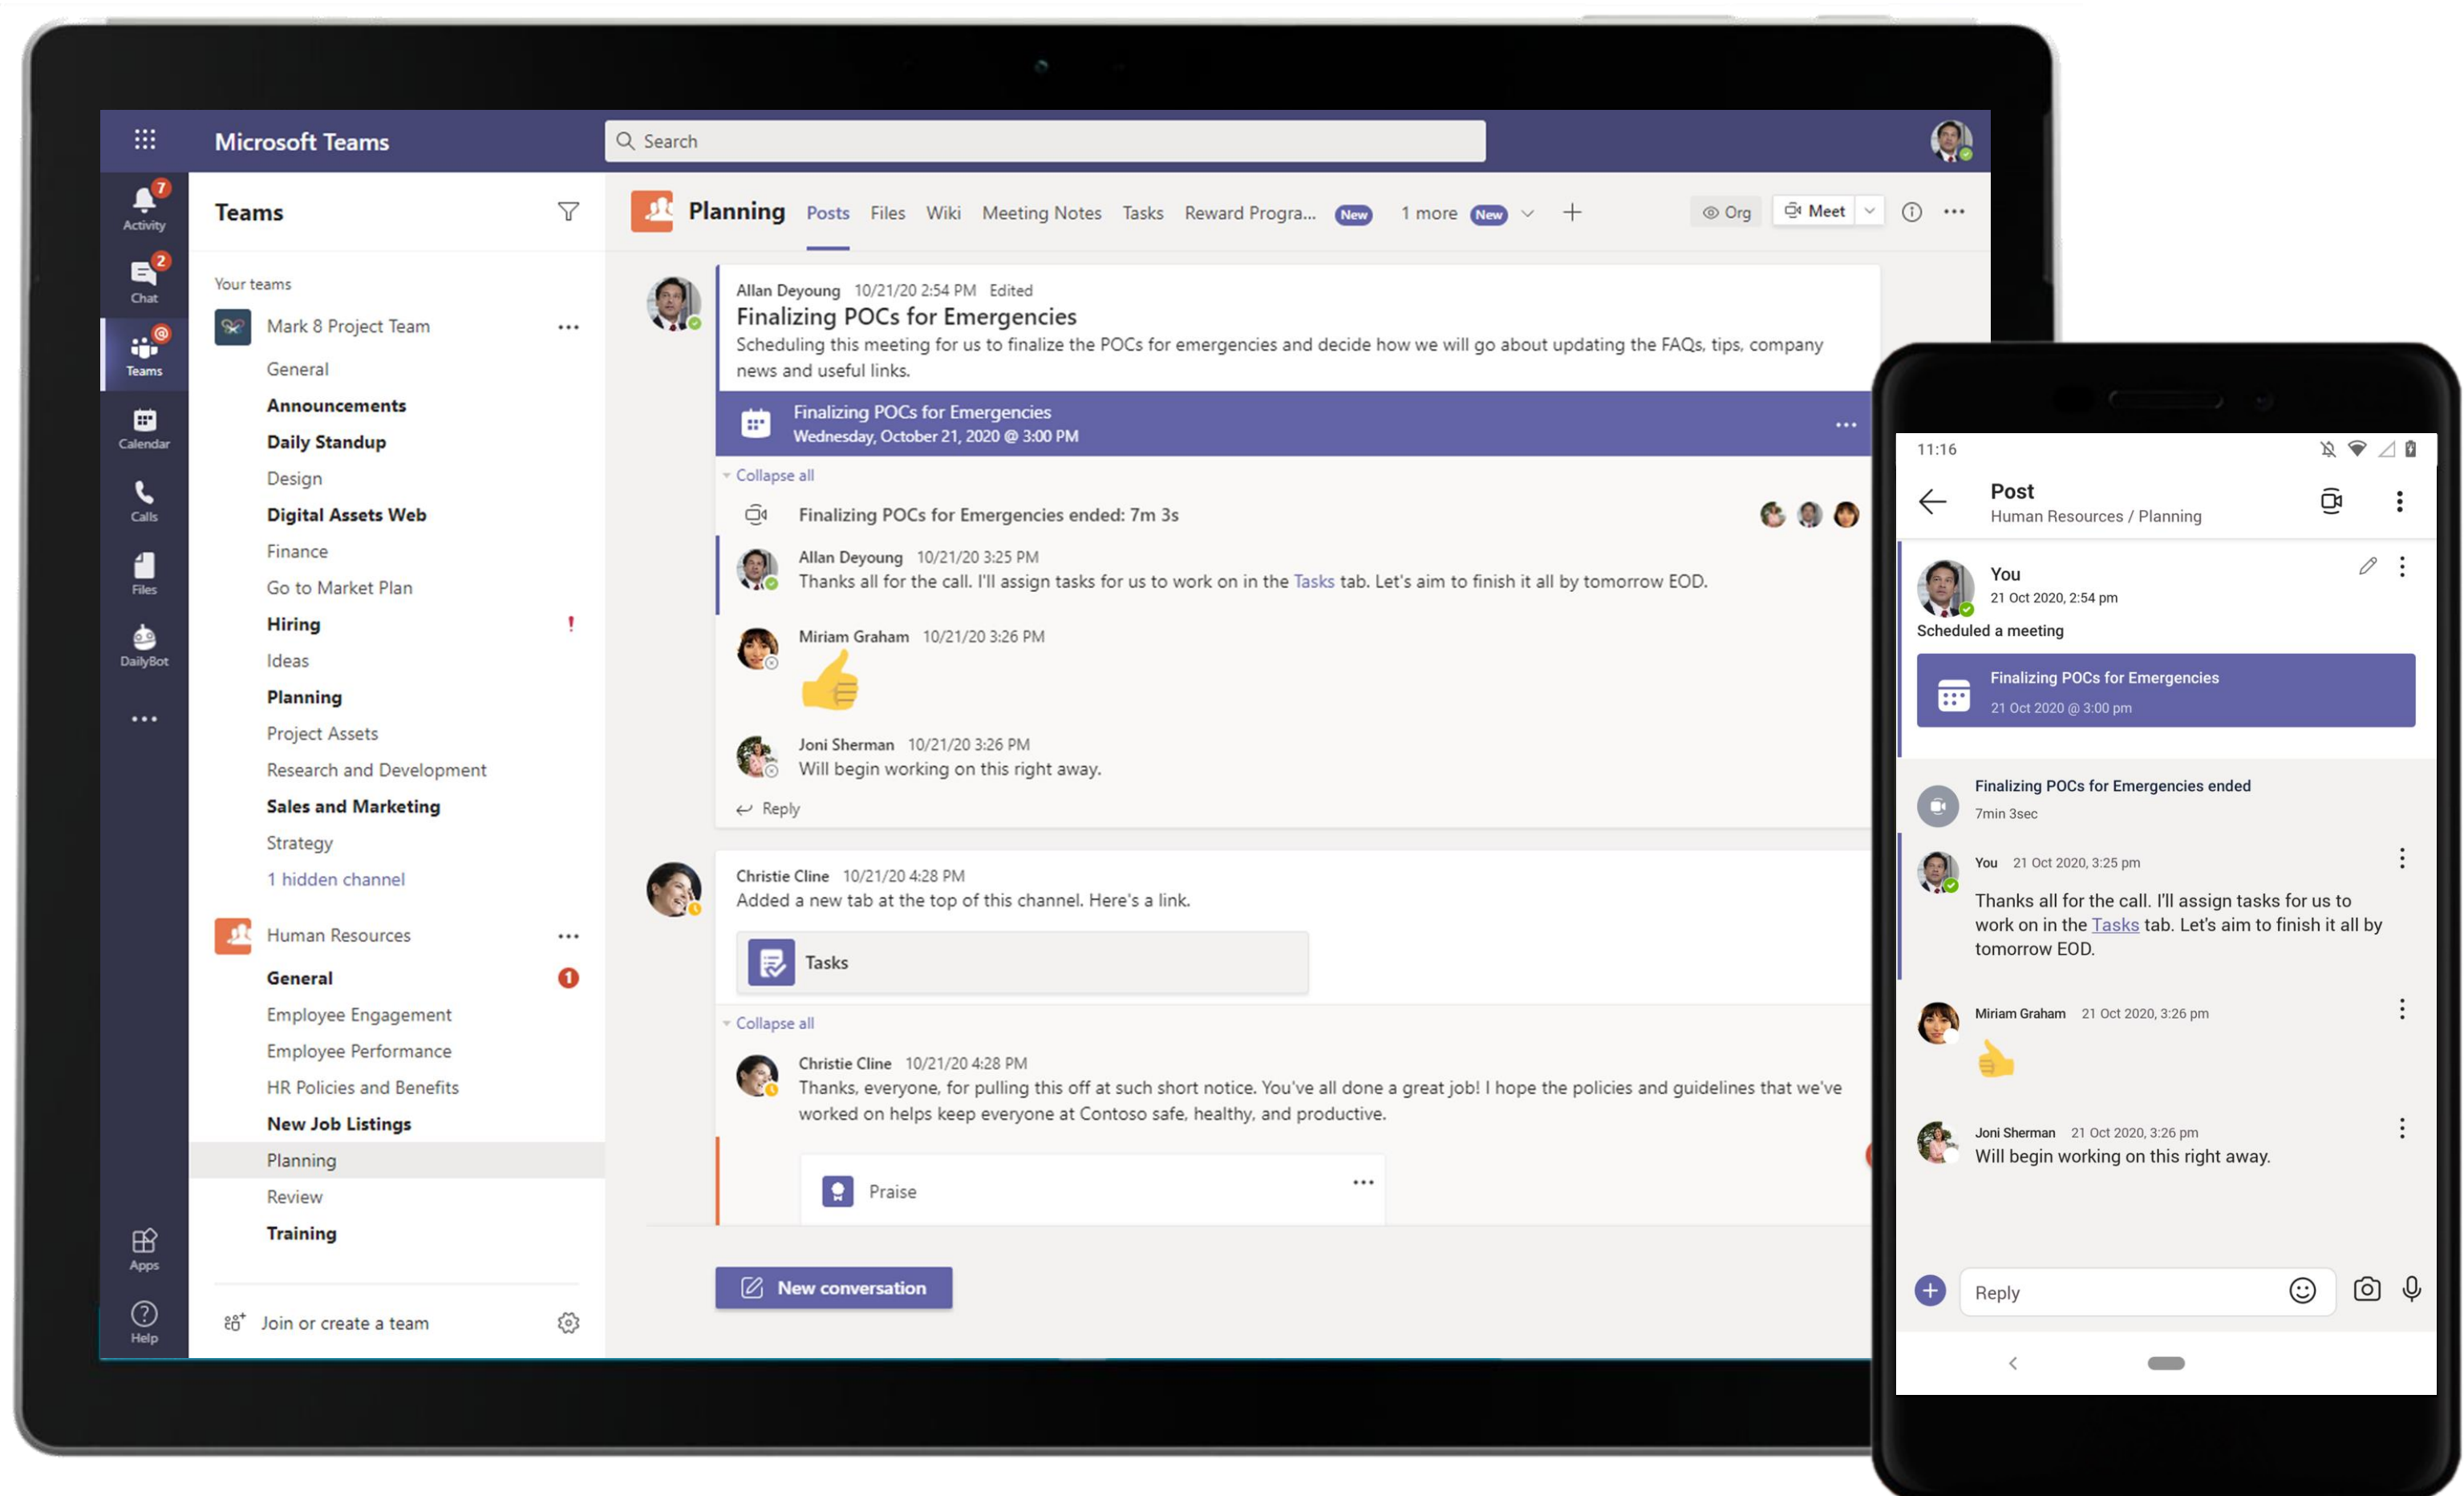 Microsoft Teams
Search
7
Activity
2
Chat
@
Teams
Calendar
Calls
Files
DailyBot
Apps
Help
Teams
Your teams
Mark 8 Project Team
General
Announcements
Daily Standup
Design
Digital Assets Web
Finance
Go to Market Plan
Hiring !
Ideas
Planning
Project Assets
Research and Development
Sales and Marketing
Strategy
1 hidden channel
Human Resources
General 1
Employee Engagement
Employee Performance
HR Policies and Benefits
New Job Listings
Planning
Review
Training
Join or create a team
Planning Posts Files Wiki Meeting Notes Tasks Reward Progra... New 1 more New Org Meet
Allan Deyoung 10/21/20 2:54 PM Edited
Finalizing POCs for Emergencies
Scheduling this meeting for us to finalize the POCs for emergencies and decide how we will go about updating the FAQs, tips, company
news and useful links.
Finalizing POCs for Emergencies
Wednesday, October 21, 2020 @ 3:00 PM
Collapse all
Finalizing POCs for Emergencies ended: 7m 3s
Allan Deyoung 10/21/20 3:25 PM
Thanks all for the call. I'll assign tasks for us to work on in the Tasks tab. Let's aim to finish it all by tomorrow EOD.
Miriam Graham 10/21/20 3:26 PM
Joni Sherman 10/21/20 3:26 PM
Will begin working on this right away.
Reply
Christie Cline 10/21/20 4:28 PM
Added a new tab at the top of this channel. Here's a link.
Tasks
Collapse all
Christie Cline 10/21/20 4:28 PM
Thanks, everyone, for pulling this off at such short notice. You've all done a great job! I hope the policies and guidelines that we've
worked on helps keep everyone at Contoso safe, healthy, and productive.
Praise
New conversation
11:16
Post
Human Resources / Planning
You
21 Oct 2020, 2:54 pm
Scheduled a meeting
Finalizing POCs for Emergencies
21 Oct 2020 @ 3:00 pm
Finalizing POCs for Emergencies ended
7min 3sec
You 21 Oct 2020, 3:25 pm
Thanks all for the call. I'll assign tasks for us to
work on in the Tasks tab. Let's aim to finish it all by
tomorrow EOD.
Miriam Graham 21 Oct 2020, 3:26 pm
Joni Sherman 21 Oct 2020, 3:26 pm
Will begin working on this right away.
Reply